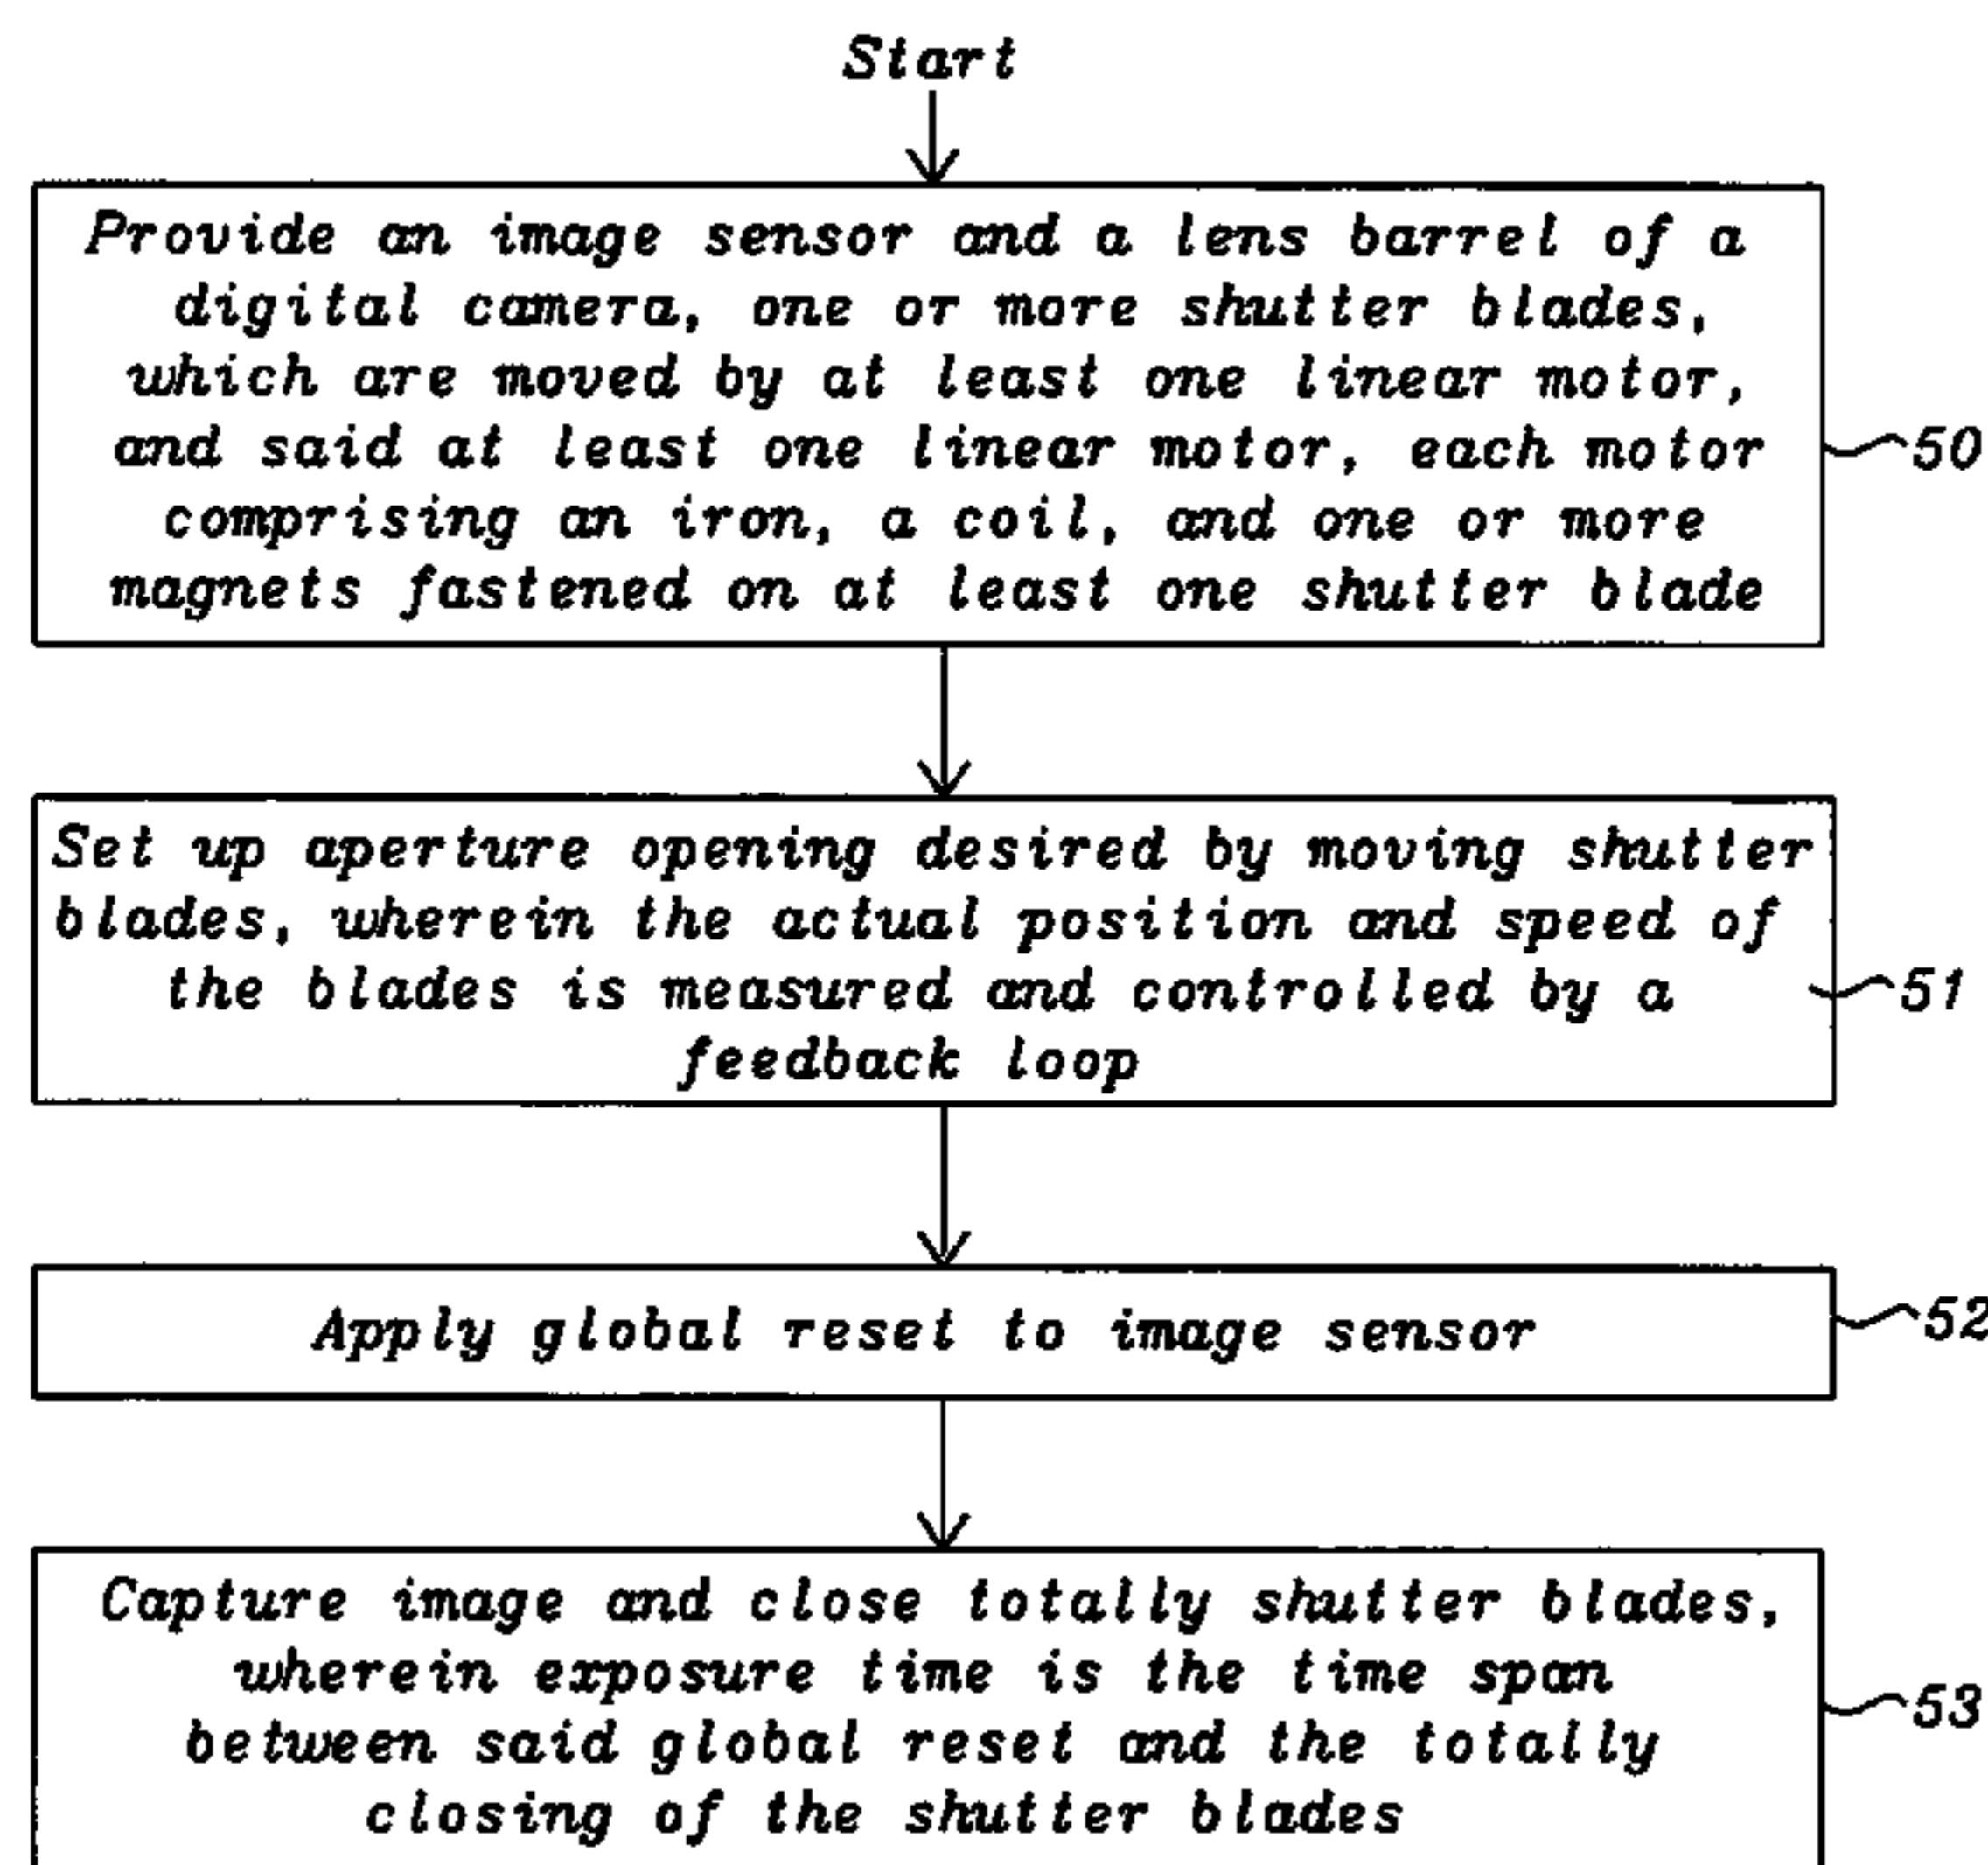 Start
Provide an image sensor and a lens barrel of a
digital camera, one or more shutter blades,
which are moved by at least one linear motor,
and said at least one linear motor, each motor
comprising an iron, a coil, and one or more
magnets fastened on at least one shutter blade
50
Set up aperture opening desired by moving shutter
blades, wherein the actual position and speed of
the blades is measured and controlled by a
feedback loop
51
Apply global reset to image sensor
52
Capture image and close totally shutter blades,
wherein exposure time is the time span
between said global reset and the totally
closing of the shutter blades
53